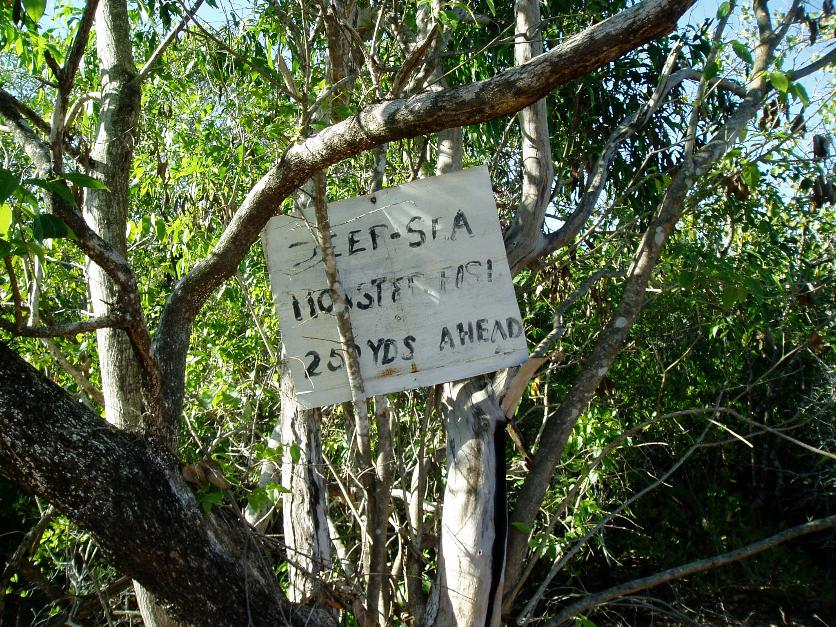 DEEP-SEA
MONSTER FISH
250 YDS AHEAD